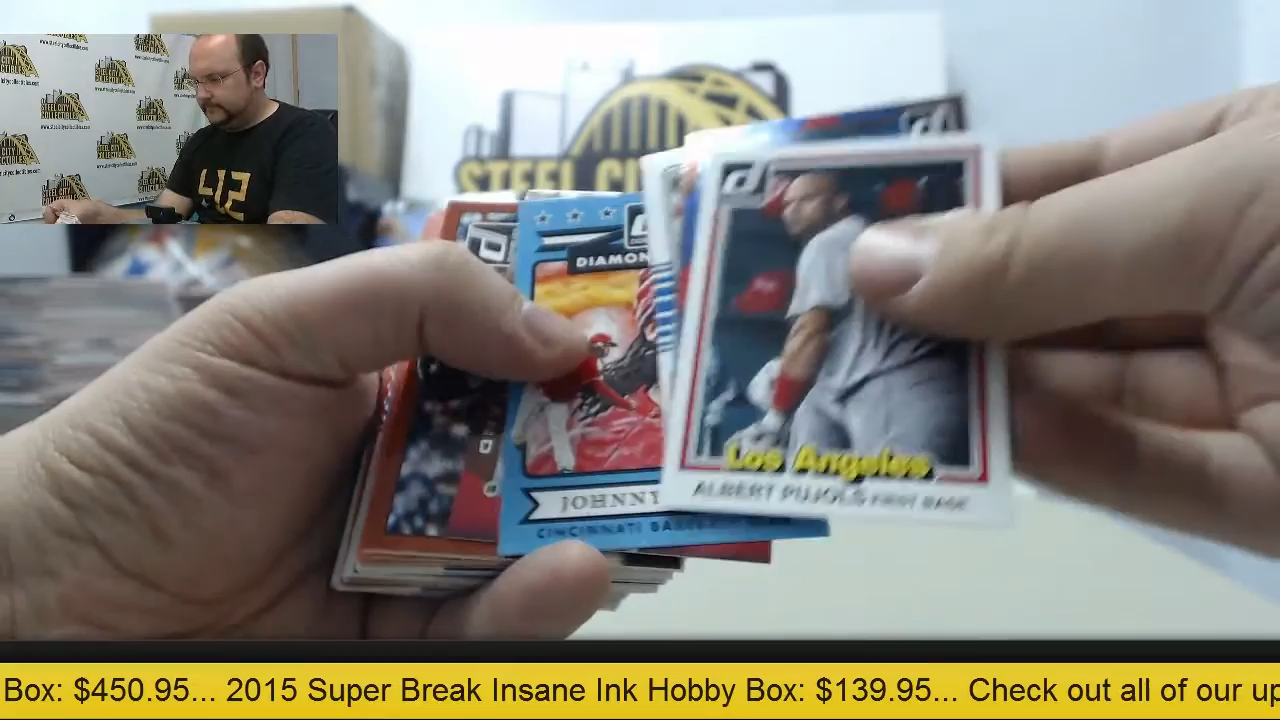 STEEL CITY
412
DIAMON
JOHNNY
CINCINNATI
Los Angeles
ALBERT PUJOLS FIRST BASE
Box: $450.95... 2015 Super Break Insane Ink Hobby Box: $139.95... Check out all of our up